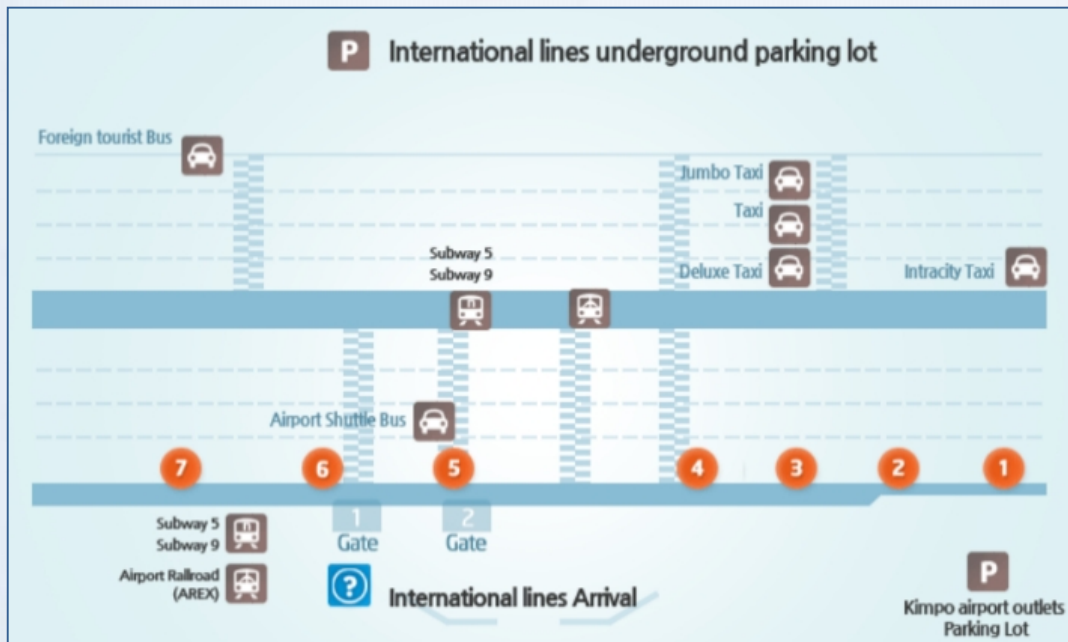 P International lines underground parking lot
Foreign tourist Bus
Jumbo Taxi
Taxi
Deluxe Taxi
Intracity Taxi
Subway 5
Subway 9
Airport Shuttle Bus
7 6 5 4 3 2 1
1 2
Gate Gate
Subway 5
Subway 9
Airport Railroad
(AREX)
? International lines Arrival
P
Kimpo airport outlets
Parking Lot